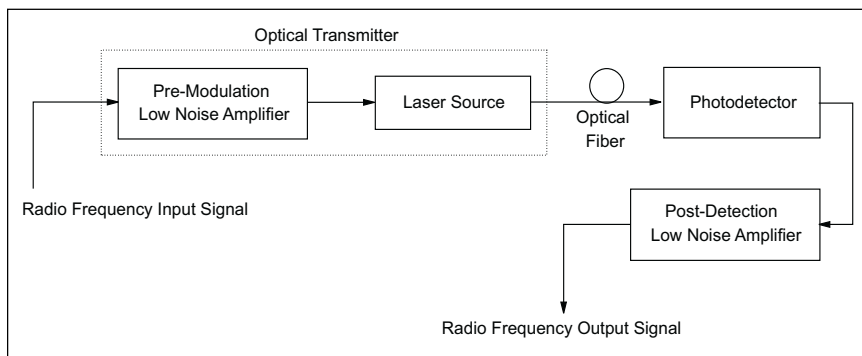 Optical Transmitter
Pre-Modulation
Low Noise Amplifier
Laser Source
Optical
Fiber
Photodetector
Radio Frequency Input Signal
Post-Detection
Low Noise Amplifier
Radio Frequency Output Signal